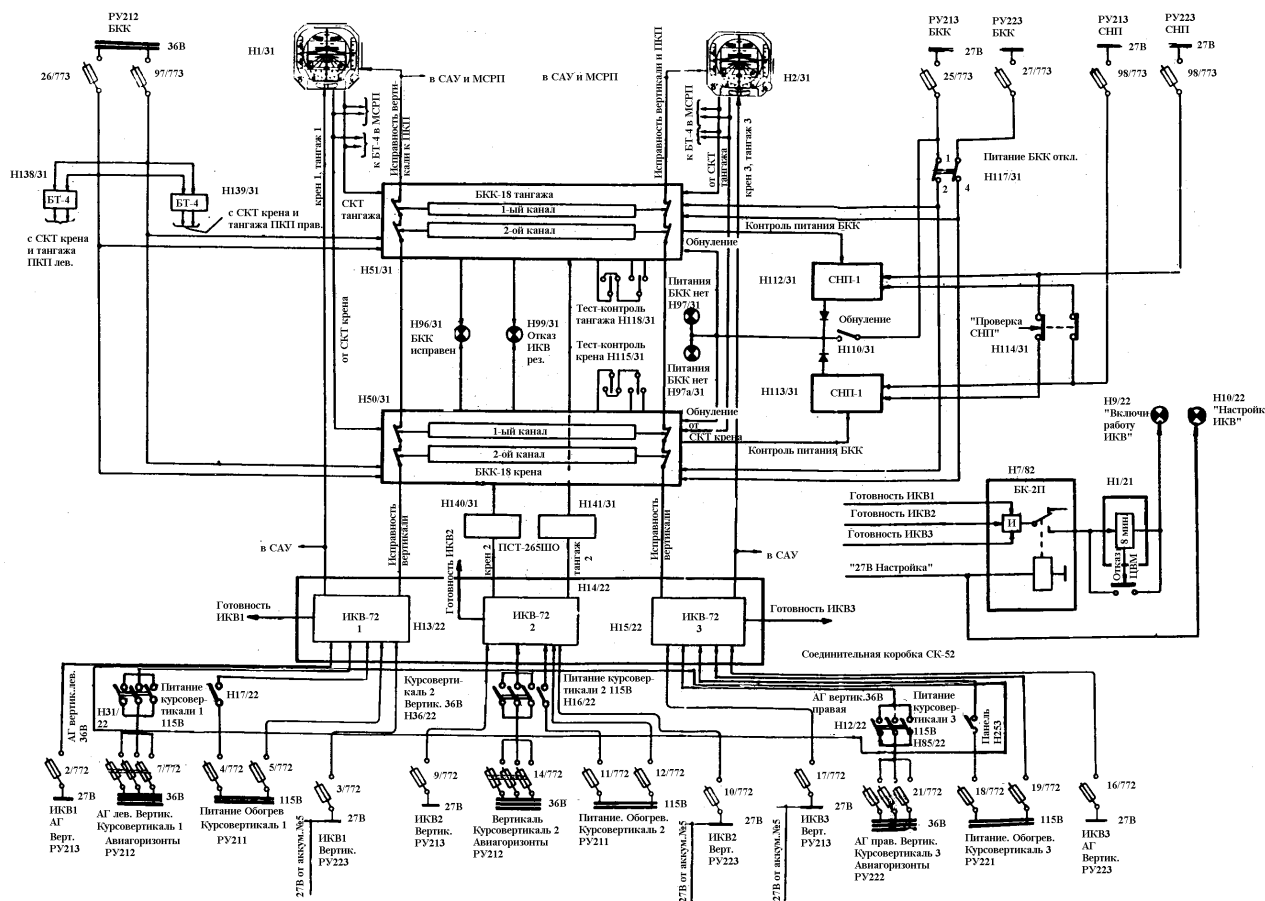 РУ212
БКК
36В
26/773
97/773
Н1/31
в САУ и МСРП
в САУ и МСРП
Н2/31
РУ213
БКК
РУ223
БКК
27В
25/773
27/773
РУ213
СНП
РУ223
СНП
27В
27В
98/773
98/773
Н138/31
БТ-4
Н139/31
БТ-4
с СКТ крена и
тангажа ПКП прав.
с СКТ крена
и тангажа
ПКП лев.
крен 1, тангаж 1
к БТ-4 в МСРП
Исправность верти-
кали к ПКП
СКТ
тангажа
Исправность вертикали и ПКП
к БТ-4 в МСРП
от СКТ
тангажа
крен 3, тангаж 3
1
2
4
Питание БКК откл.
Н117/31
БКК-18 тангажа
1-ый канал
2-ой канал
Н51/31
Контроль питания БКК
Обнуление
Н112/31
СНП-1
от СКТ крена
Н96/31
БКК
исправен
Н99/31
Отказ
ИКВ
рез.
Тест-контроль
тангажа Н118/31
Тест-контроль
крена Н115/31
Питания
БКК нет
Н97/31
Питания
БКК нет
Н97а/31
Обнуление
Н110/31
"Проверка
СНП"
Н114/31
Н113/31
СНП-1
Н50/31
1-ый канал
2-ой канал
БКК-18 крена
Обнуление
от
СКТ крена
Контроль питания БКК
Н9/22
"Включи
работу
ИКВ"
Н10/22
"Настройк
ИКВ"
Н140/31
Н141/31
ПСТ-265ШО
Исправность
вертикали
Готовность ИКВ2
крен 2
тангаж
2
Исправность
вертикали
в САУ
в САУ
Н7/82
БК-2П
Н1/21
Готовность ИКВ1
Готовность ИКВ2
Готовность ИКВ3
И
8 мин
Отказ
ЦВМ
"27В Настройка"
Готовность
ИКВ1
ИКВ-72
1
Н13/22
Н14/22
ИКВ-72
2
Н15/22
ИКВ-72
3
Готовность ИКВ3
Соединительная коробка СК-52
АГ вертик.лев.
36В
Н31/
22
Питание
курсовер-
тикали 1
115В
Н17/22
Курсоверти-
каль 2
Вертик. 36В
Н36/22
Питание курсовер-
тикали 2 115В
Н16/22
АГ вертик.36В
правая
Н12/22
Питание
курсовер-
тикали 3
115В
Н85/22
Панель
Н253
2/772
27В
ИКВ1
АГ
Верт.
РУ213
7/772
36В
АГ лев. Вертик.
Курсовертикаль 1
Авиагоризонты
РУ212
4/772
5/772
115В
Питание Обогрев
Курсовертикаль 1
РУ211
3/772
27В
27В от аккум.№5
ИКВ1
Вертик.
РУ223
9/772
27В
ИКВ2
Вертик.
РУ213
14/772
36В
Вертикаль
Курсовертикаль 2
Авиагоризонты
РУ212
11/772
12/772
115В
Питание. Обогрев.
Курсовертикаль 2
РУ211
10/772
27В
27В от аккум.№5
ИКВ2
Верт.
РУ223
17/772
27В
27В от аккум.№5
ИКВ3
Верт.
РУ213
21/772
36В
АГ прав. Вертик.
Курсовертикаль 3
Авиагоризонты
РУ222
18/772
19/772
115В
Питание. Обогрев.
Курсовертикаль 3
РУ221
16/772
27В
ИКВ3
АГ
Вертик.
РУ223